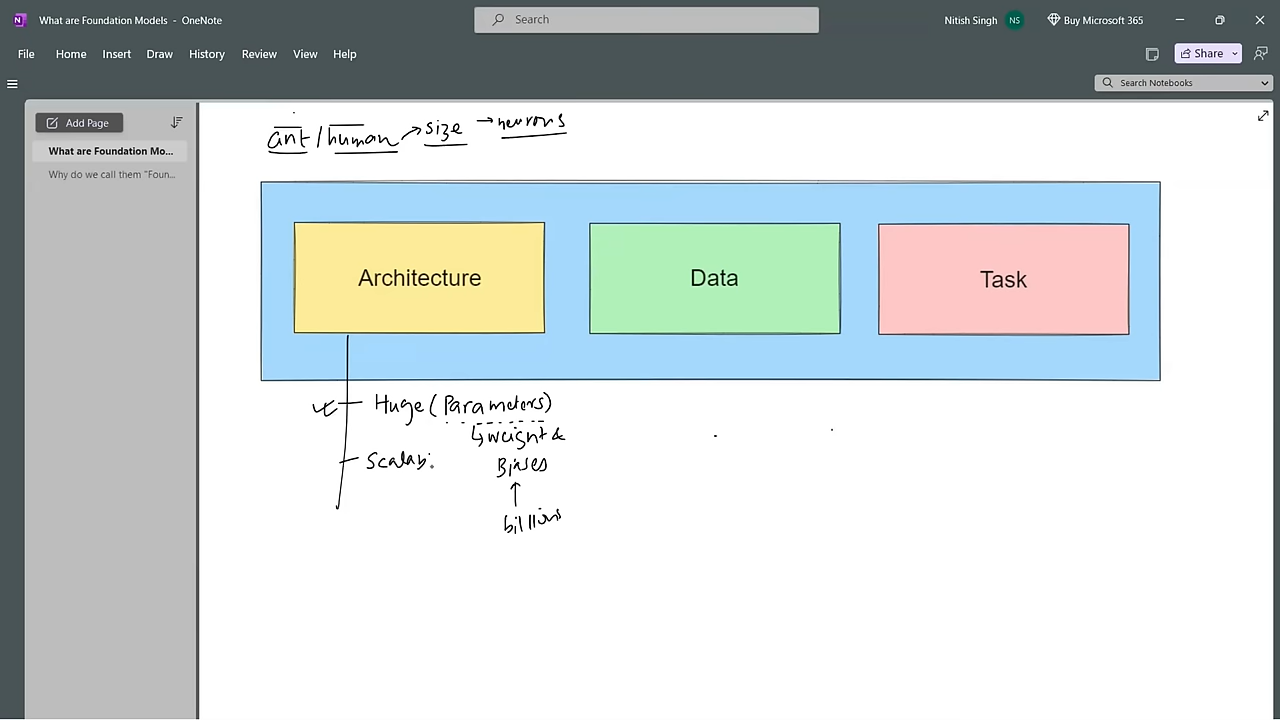 What are Foundation Models - OneNote
Search
Nitish Singh
NS
Buy Microsoft 365
File
Home
Insert
Draw
History
Review
View
Help
Share
Search Notebooks
Add Page
What are Foundation Mo...
Why do we call them “Foun...
ant / human → size → neurons
Architecture
Data
Task
Huge (Parameters)
↳ weight &
Biases
↑
billions
Scalabi